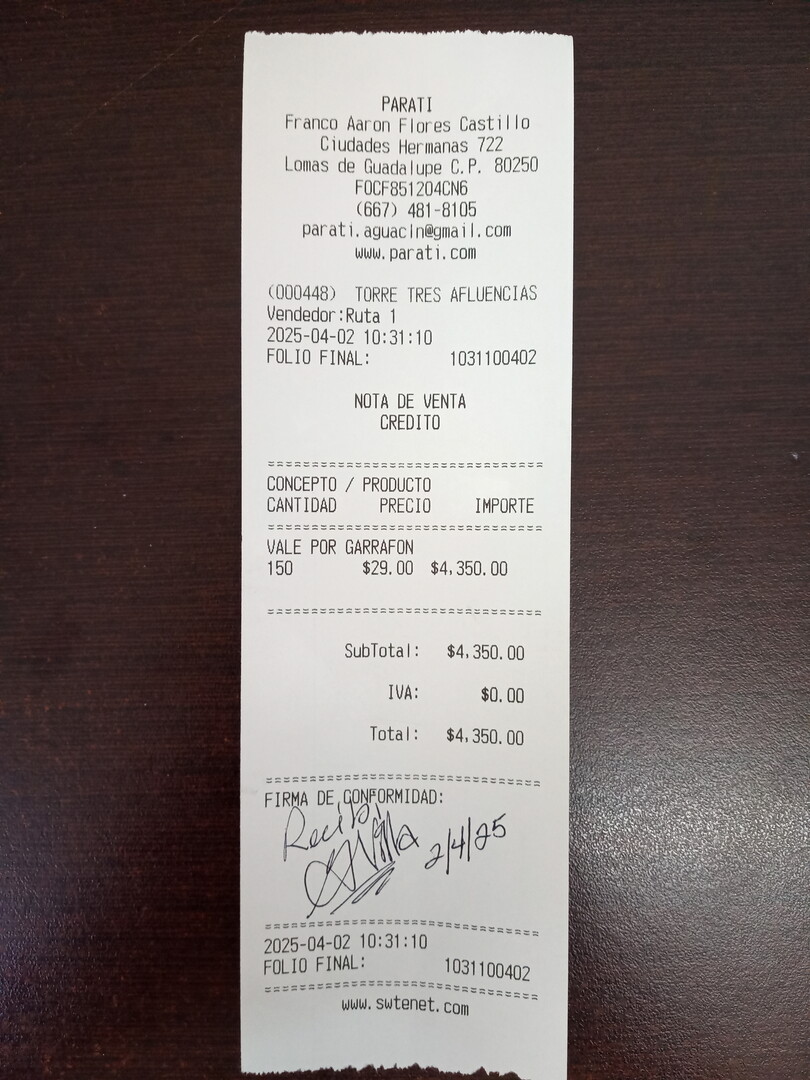 PARATI
Franco Aaron Flores Castillo
Ciudades Hermanas 722
Lomas de Guadalupe C.P. 80250
FOCF851204CN6
(667) 481-8105
parati.aguacln@gmail.com
www.parati.com
(000448) TORRE TRES AFLUENCIAS
Vendedor:Ruta 1
2025-04-02 10:31:10
FOLIO FINAL: 1031100402
NOTA DE VENTA
CREDITO
===============================
CONCEPTO / PRODUCTO
CANTIDAD PRECIO IMPORTE
===============================
VALE POR GARRAFON
150 $29.00 $4,350.00
===============================
SubTotal: $4,350.00
IVA: $0.00
Total: $4,350.00
===============================
FIRMA DE CONFORMIDAD:
Recibi
2/4/25
===============================
2025-04-02 10:31:10
FOLIO FINAL: 1031100402
===============================
www.swtenet.com